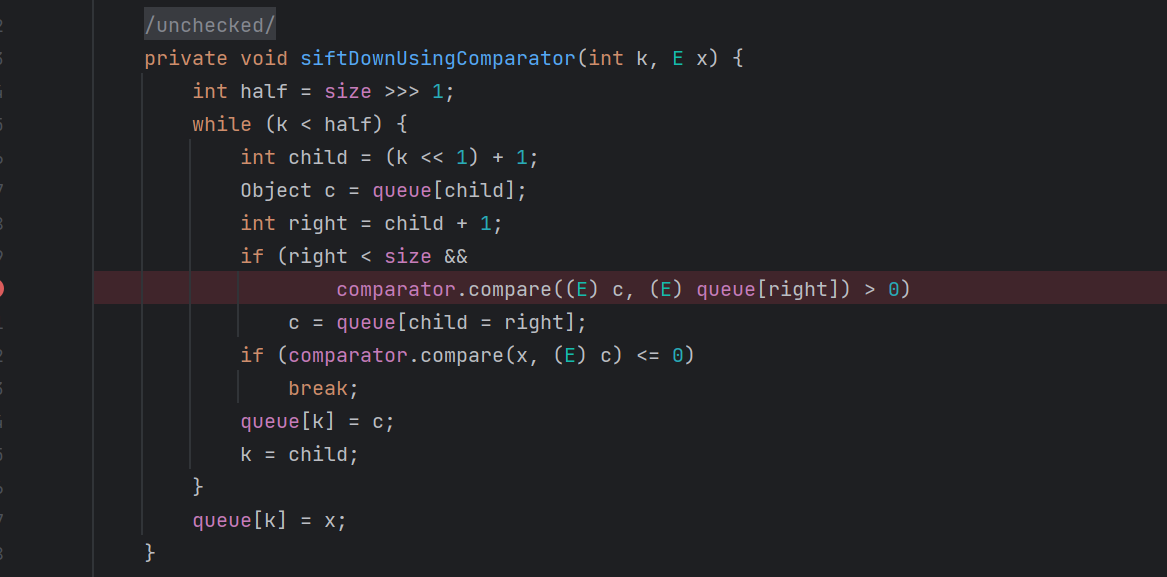 /unchecked/
private void siftDownUsingComparator(int k, E x) {
int half = size >>> 1;
while (k < half) {
int child = (k << 1) + 1;
Object c = queue[child];
int right = child + 1;
if (right < size &&
comparator.compare((E) c, (E) queue[right]) > 0)
c = queue[child = right];
if (comparator.compare(x, (E) c) <= 0)
break;
queue[k] = c;
k = child;
}
queue[k] = x;
}